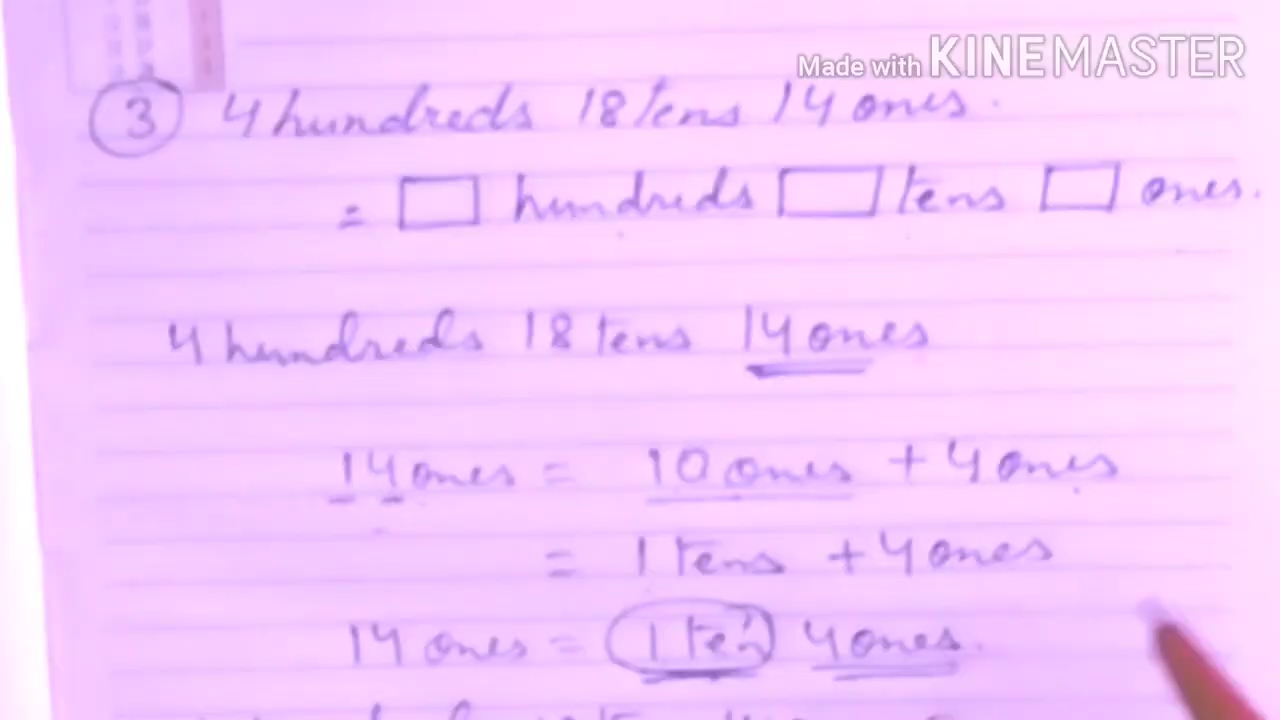 Made with KINEMASTER
3 4 hundreds 18 tens 14 ones.
= hundreds tens ones.
4 hundreds 18 tens 14 ones
14 ones = 10 ones + 4 ones
= 1 tens + 4 ones
14 ones = 1 ten 4 ones.